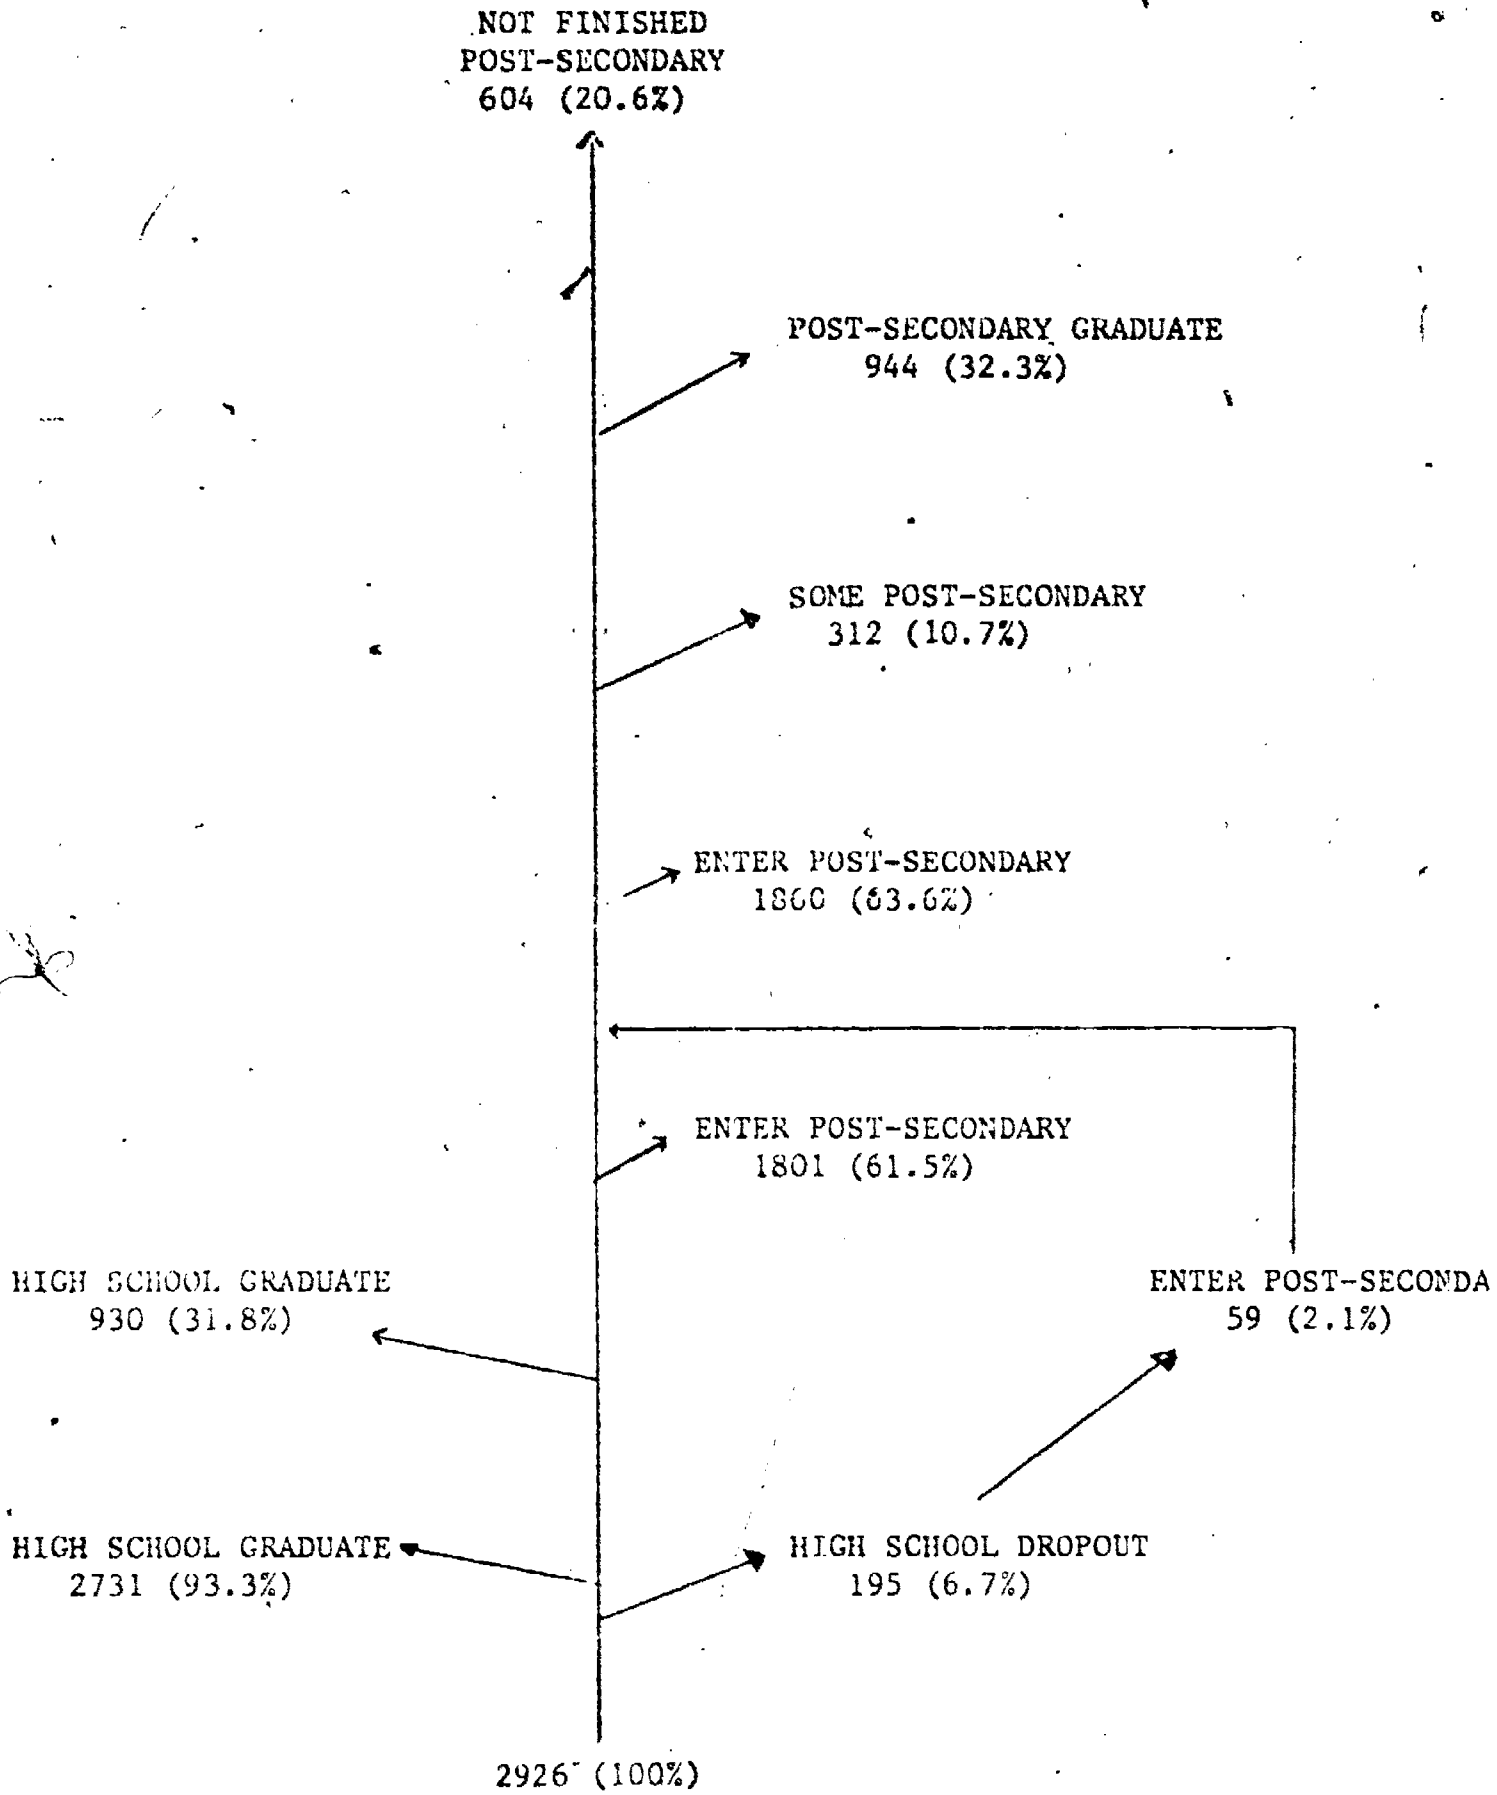 NOT FINISHED
POST-SECONDARY
604 (20.6%)
POST-SECONDARY GRADUATE
944 (32.3%)
SOME POST-SECONDARY
312 (10.7%)
ENTER POST-SECONDARY
1860 (63.6%)
ENTER POST-SECONDARY
1801 (61.5%)
HIGH SCHOOL GRADUATE
930 (31.8%)
ENTER POST-SECONDA
59 (2.1%)
HIGH SCHOOL GRADUATE
2731 (93.3%)
HIGH SCHOOL DROPOUT
195 (6.7%)
2926 (100%)